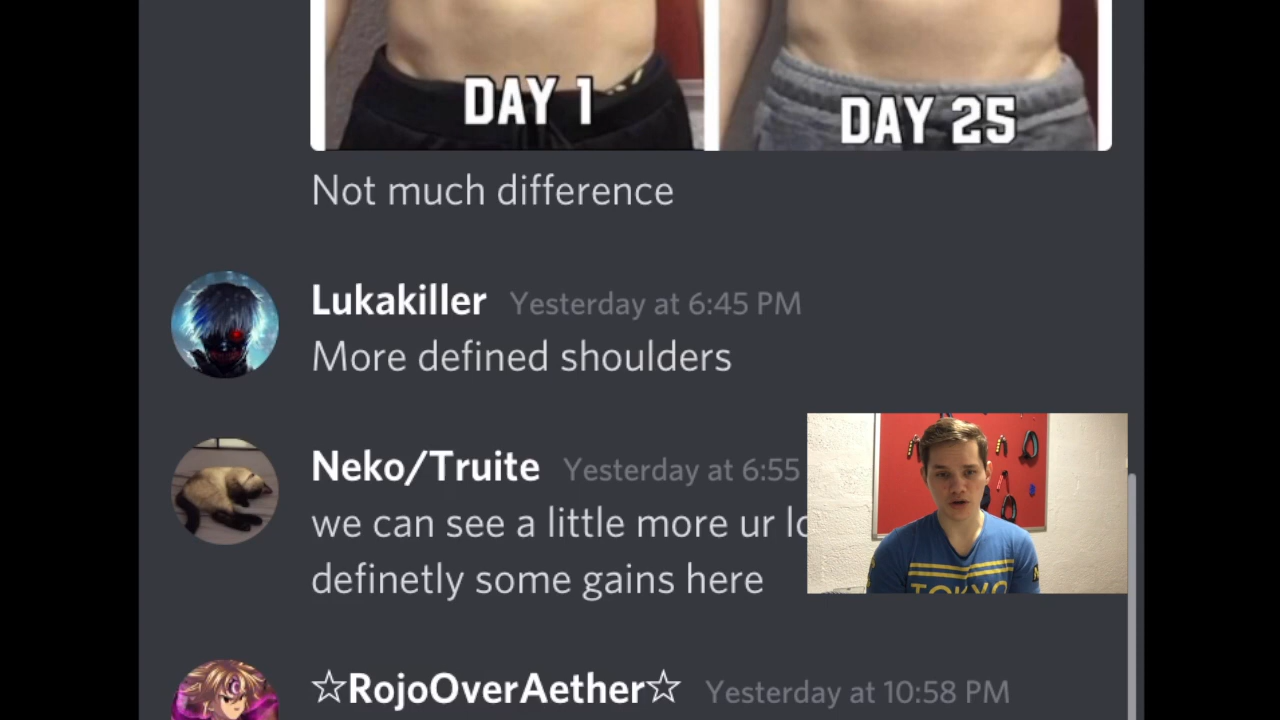 DAY 1
DAY 25
Not much difference
Lukakiller Yesterday at 6:45 PM
More defined shoulders
Neko/Truite Yesterday at 6:55
we can see a little more ur
definetly some gains here
TOKYO
☆RojoOverAether☆ Yesterday at 10:58 PM